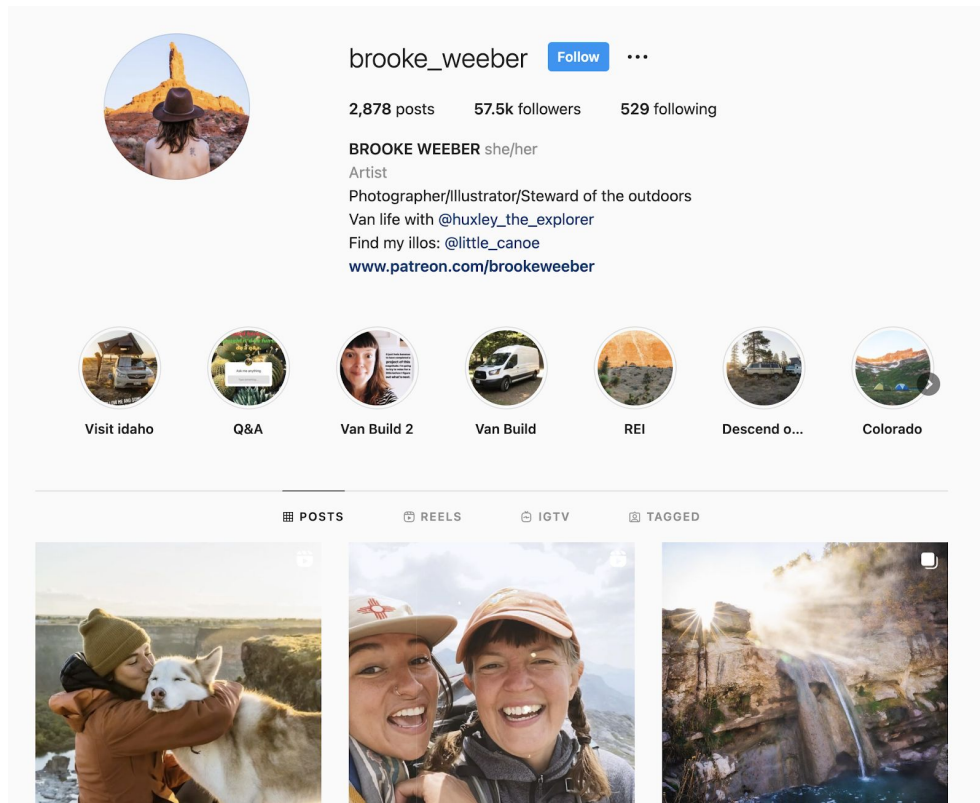 brooke_weeber Follow
2,878 posts 57.5k followers 529 following
BROOKE WEEBER she/her
Artist
Photographer/Illustrator/Steward of the outdoors
Van life with @huxley_the_explorer
Find my illos: @little_canoe
www.patreon.com/brookeweeber
Visit idaho Q&A Van Build 2 Van Build REI Descend o... Colorado
POSTS REELS IGTV TAGGED